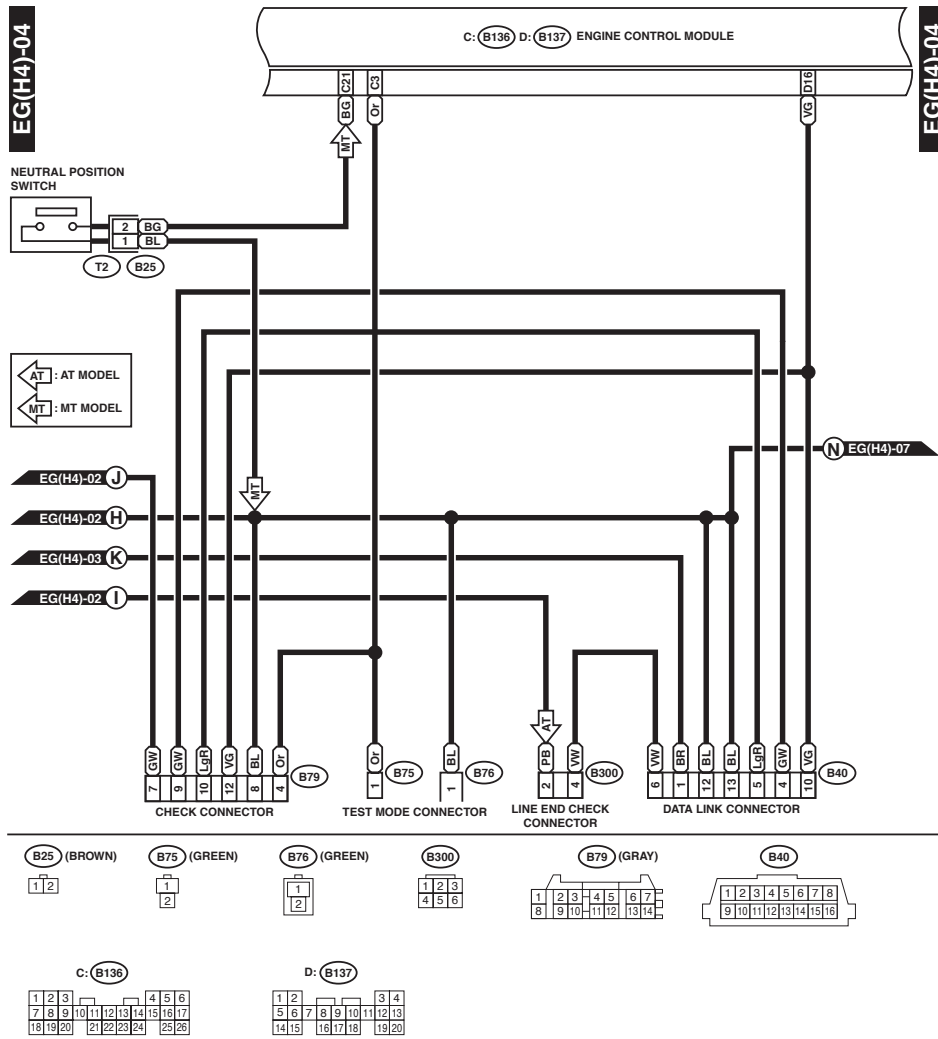 EG(H4)-04
EG(H4)-04
C: B136 D: B137 ENGINE CONTROL MODULE
C21 C3 D16
BG Or VG
MT
NEUTRAL POSITION
SWITCH
2 BG
1 BL
T2 B25
AT : AT MODEL
MT : MT MODEL
N EG(H4)-07
EG(H4)-02 J
MT
EG(H4)-02 H
EG(H4)-03 K
EG(H4)-02 I
AT
GW GW LgR VG BL Or Or BL PB VW VW BR BL BL LgR GW VG
7 9 10 12 8 4 B79 1 B75 1 B76 2 4 B300 6 1 12 13 5 4 10 B40
CHECK CONNECTOR TEST MODE CONNECTOR LINE END CHECK DATA LINK CONNECTOR
CONNECTOR
B25 (BROWN) B75 (GREEN) B76 (GREEN) B300 B79 (GRAY) B40
1 2 1 1 1 2 3 1 2 3 4 5 6 7 1 2 3 4 5 6 7 8
2 2 4 5 6 8 9 10 11 12 13 14 9 10 11 12 13 14 15 16
C: B136 D: B137
1 2 3 4 5 6 1 2 3 4
7 8 9 10 11 12 13 14 15 16 17 5 6 7 8 9 10 11 12 13
18 19 20 21 22 23 24 25 26 14 15 16 17 18 19 20